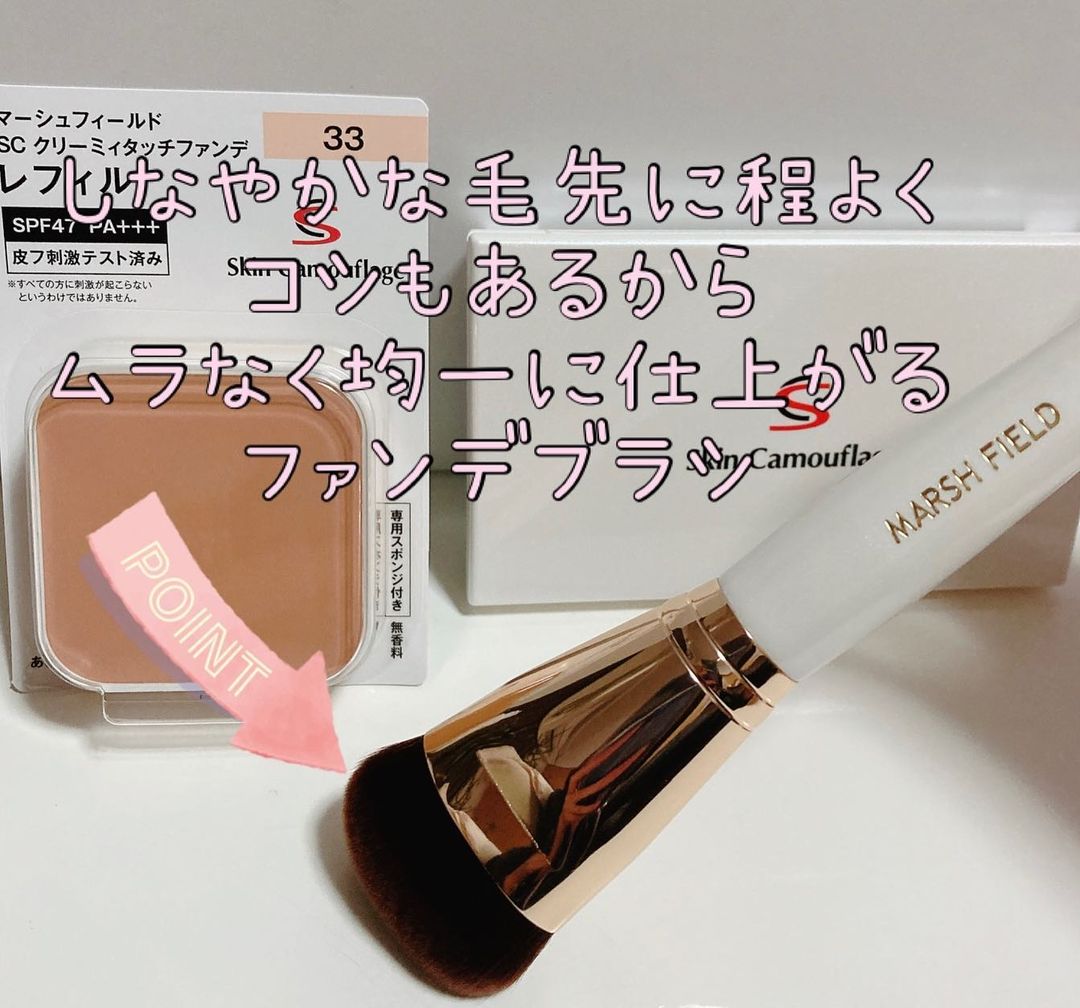 マーシュフィールド
SC クリーミィタッチファンデ
レフィル
33
SPF47 PA+++
皮フ刺激テスト済み
※すべての方に刺激が起こらない
というわけではありません。
Skin Camouflage
しなやかな毛先に程よく
コシもあるから
ムラなく均一に仕上がる
ファンデブラシ
Skin Camouflage
MARSH FIELD
専用スポンジ付き
無香料
POINT